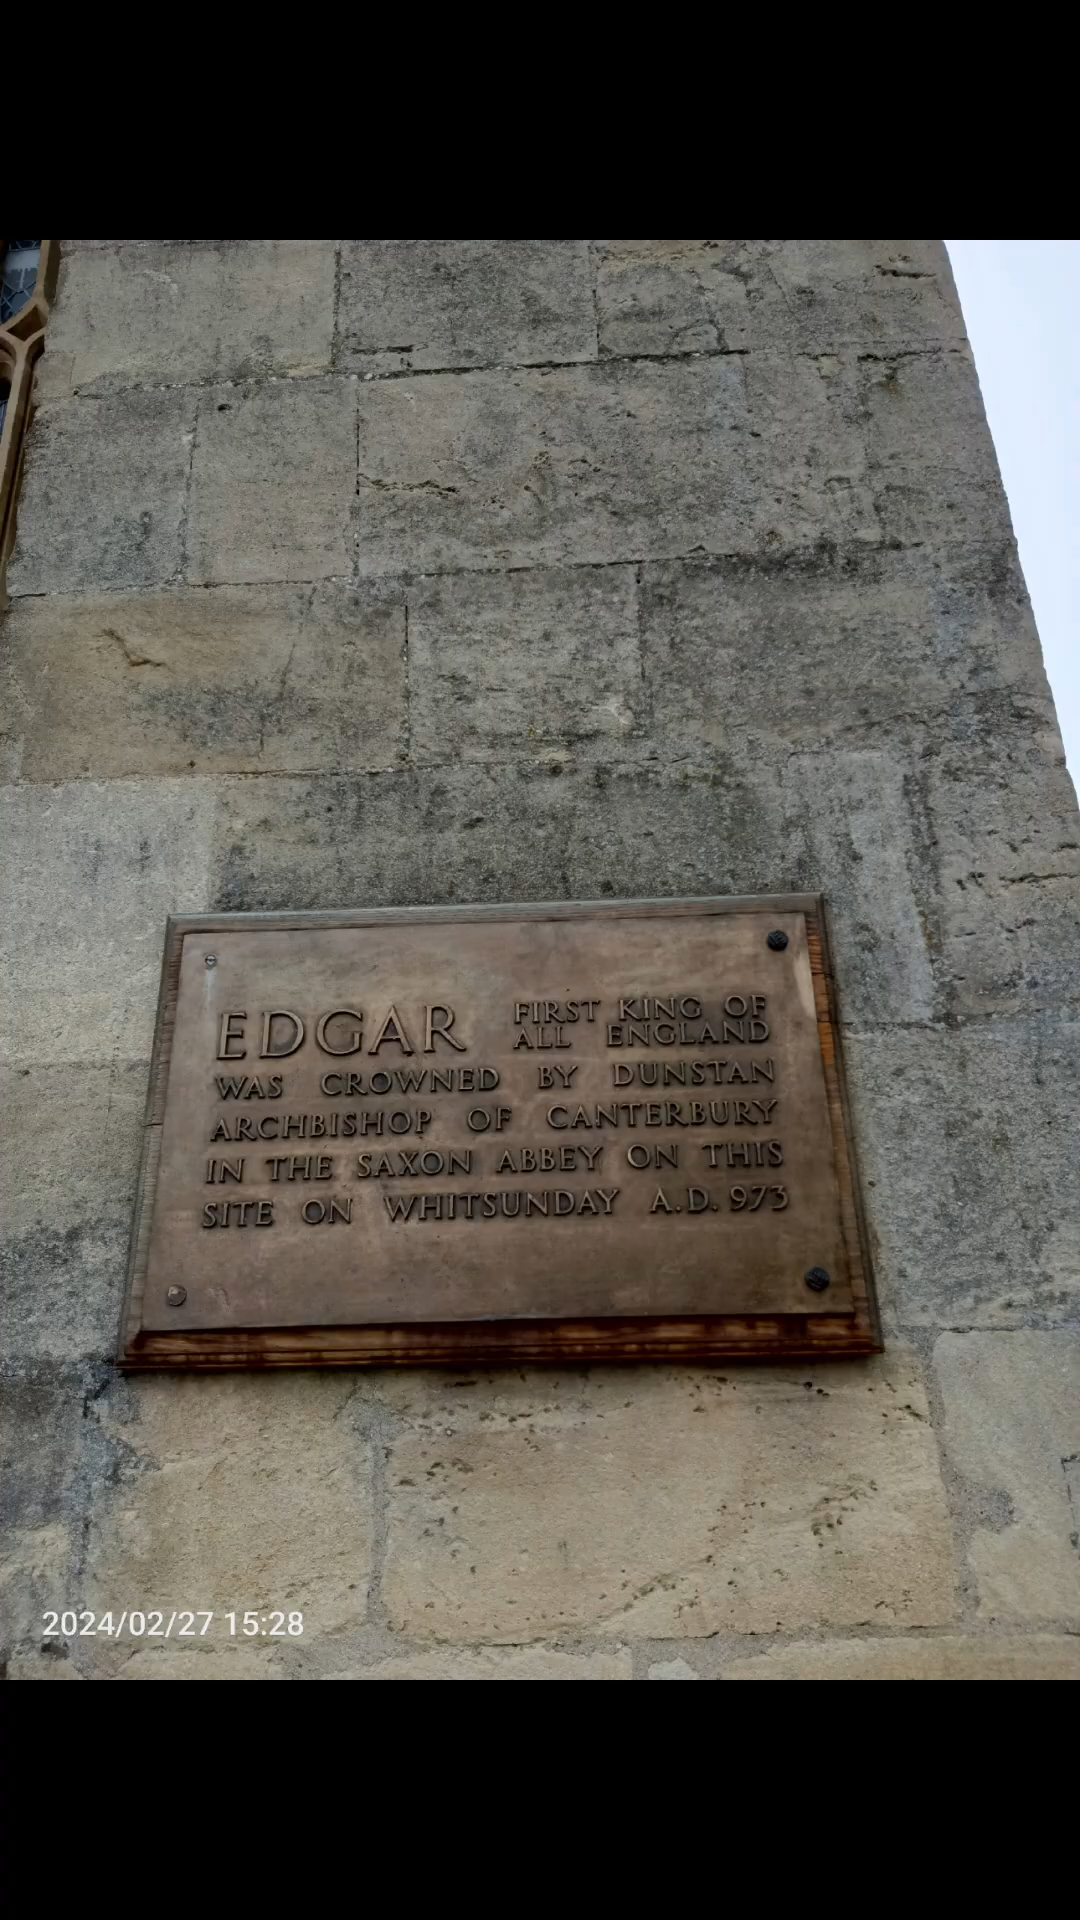 EDGAR FIRST KING OF
ALL ENGLAND
WAS CROWNED BY DUNSTAN
ARCHBISHOP OF CANTERBURY
IN THE SAXON ABBEY ON THIS
SITE ON WHITSUNDAY A.D. 973
2024/02/27 15:28